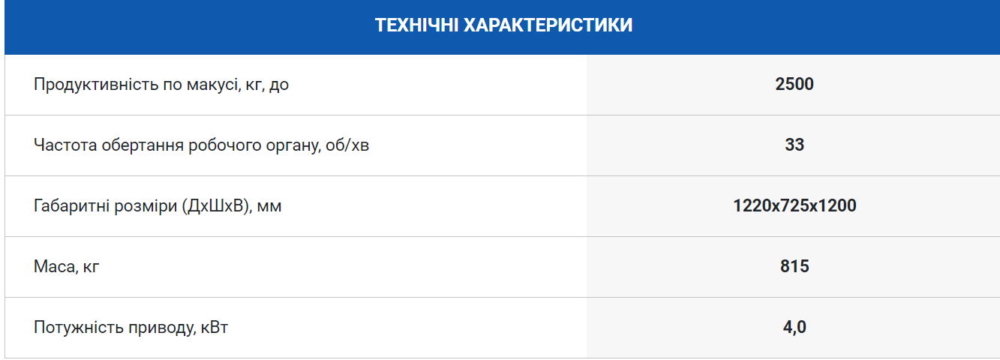 ТЕХНІЧНІ ХАРАКТЕРИСТИКИ
Продуктивність по макусі, кг, до 2500
Частота обертання робочого органу, об/хв 33
Габаритні розміри (ДхШхВ), мм 1220х725х1200
Маса, кг 815
Потужність приводу, кВт 4,0